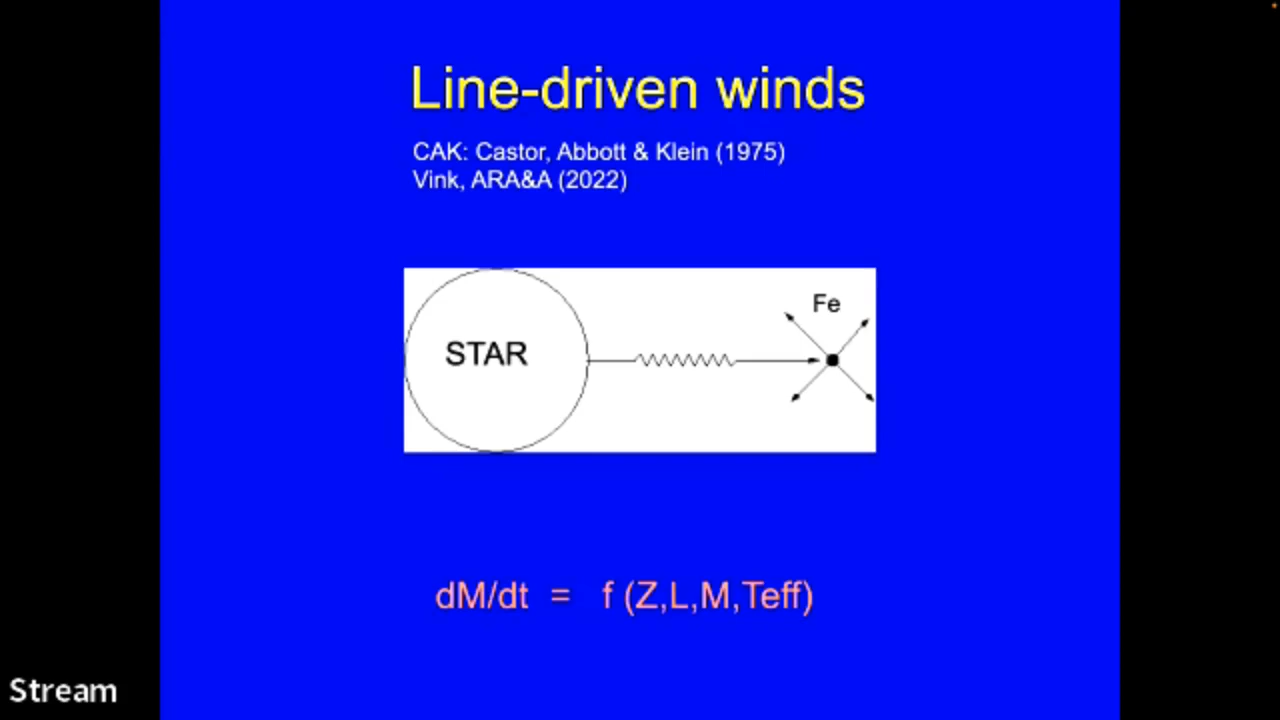 Line-driven winds
CAK: Castor, Abbott & Klein (1975)
Vink, ARA&A (2022)
Fe
STAR
dM/dt = f (Z,L,M,Teff)
Stream